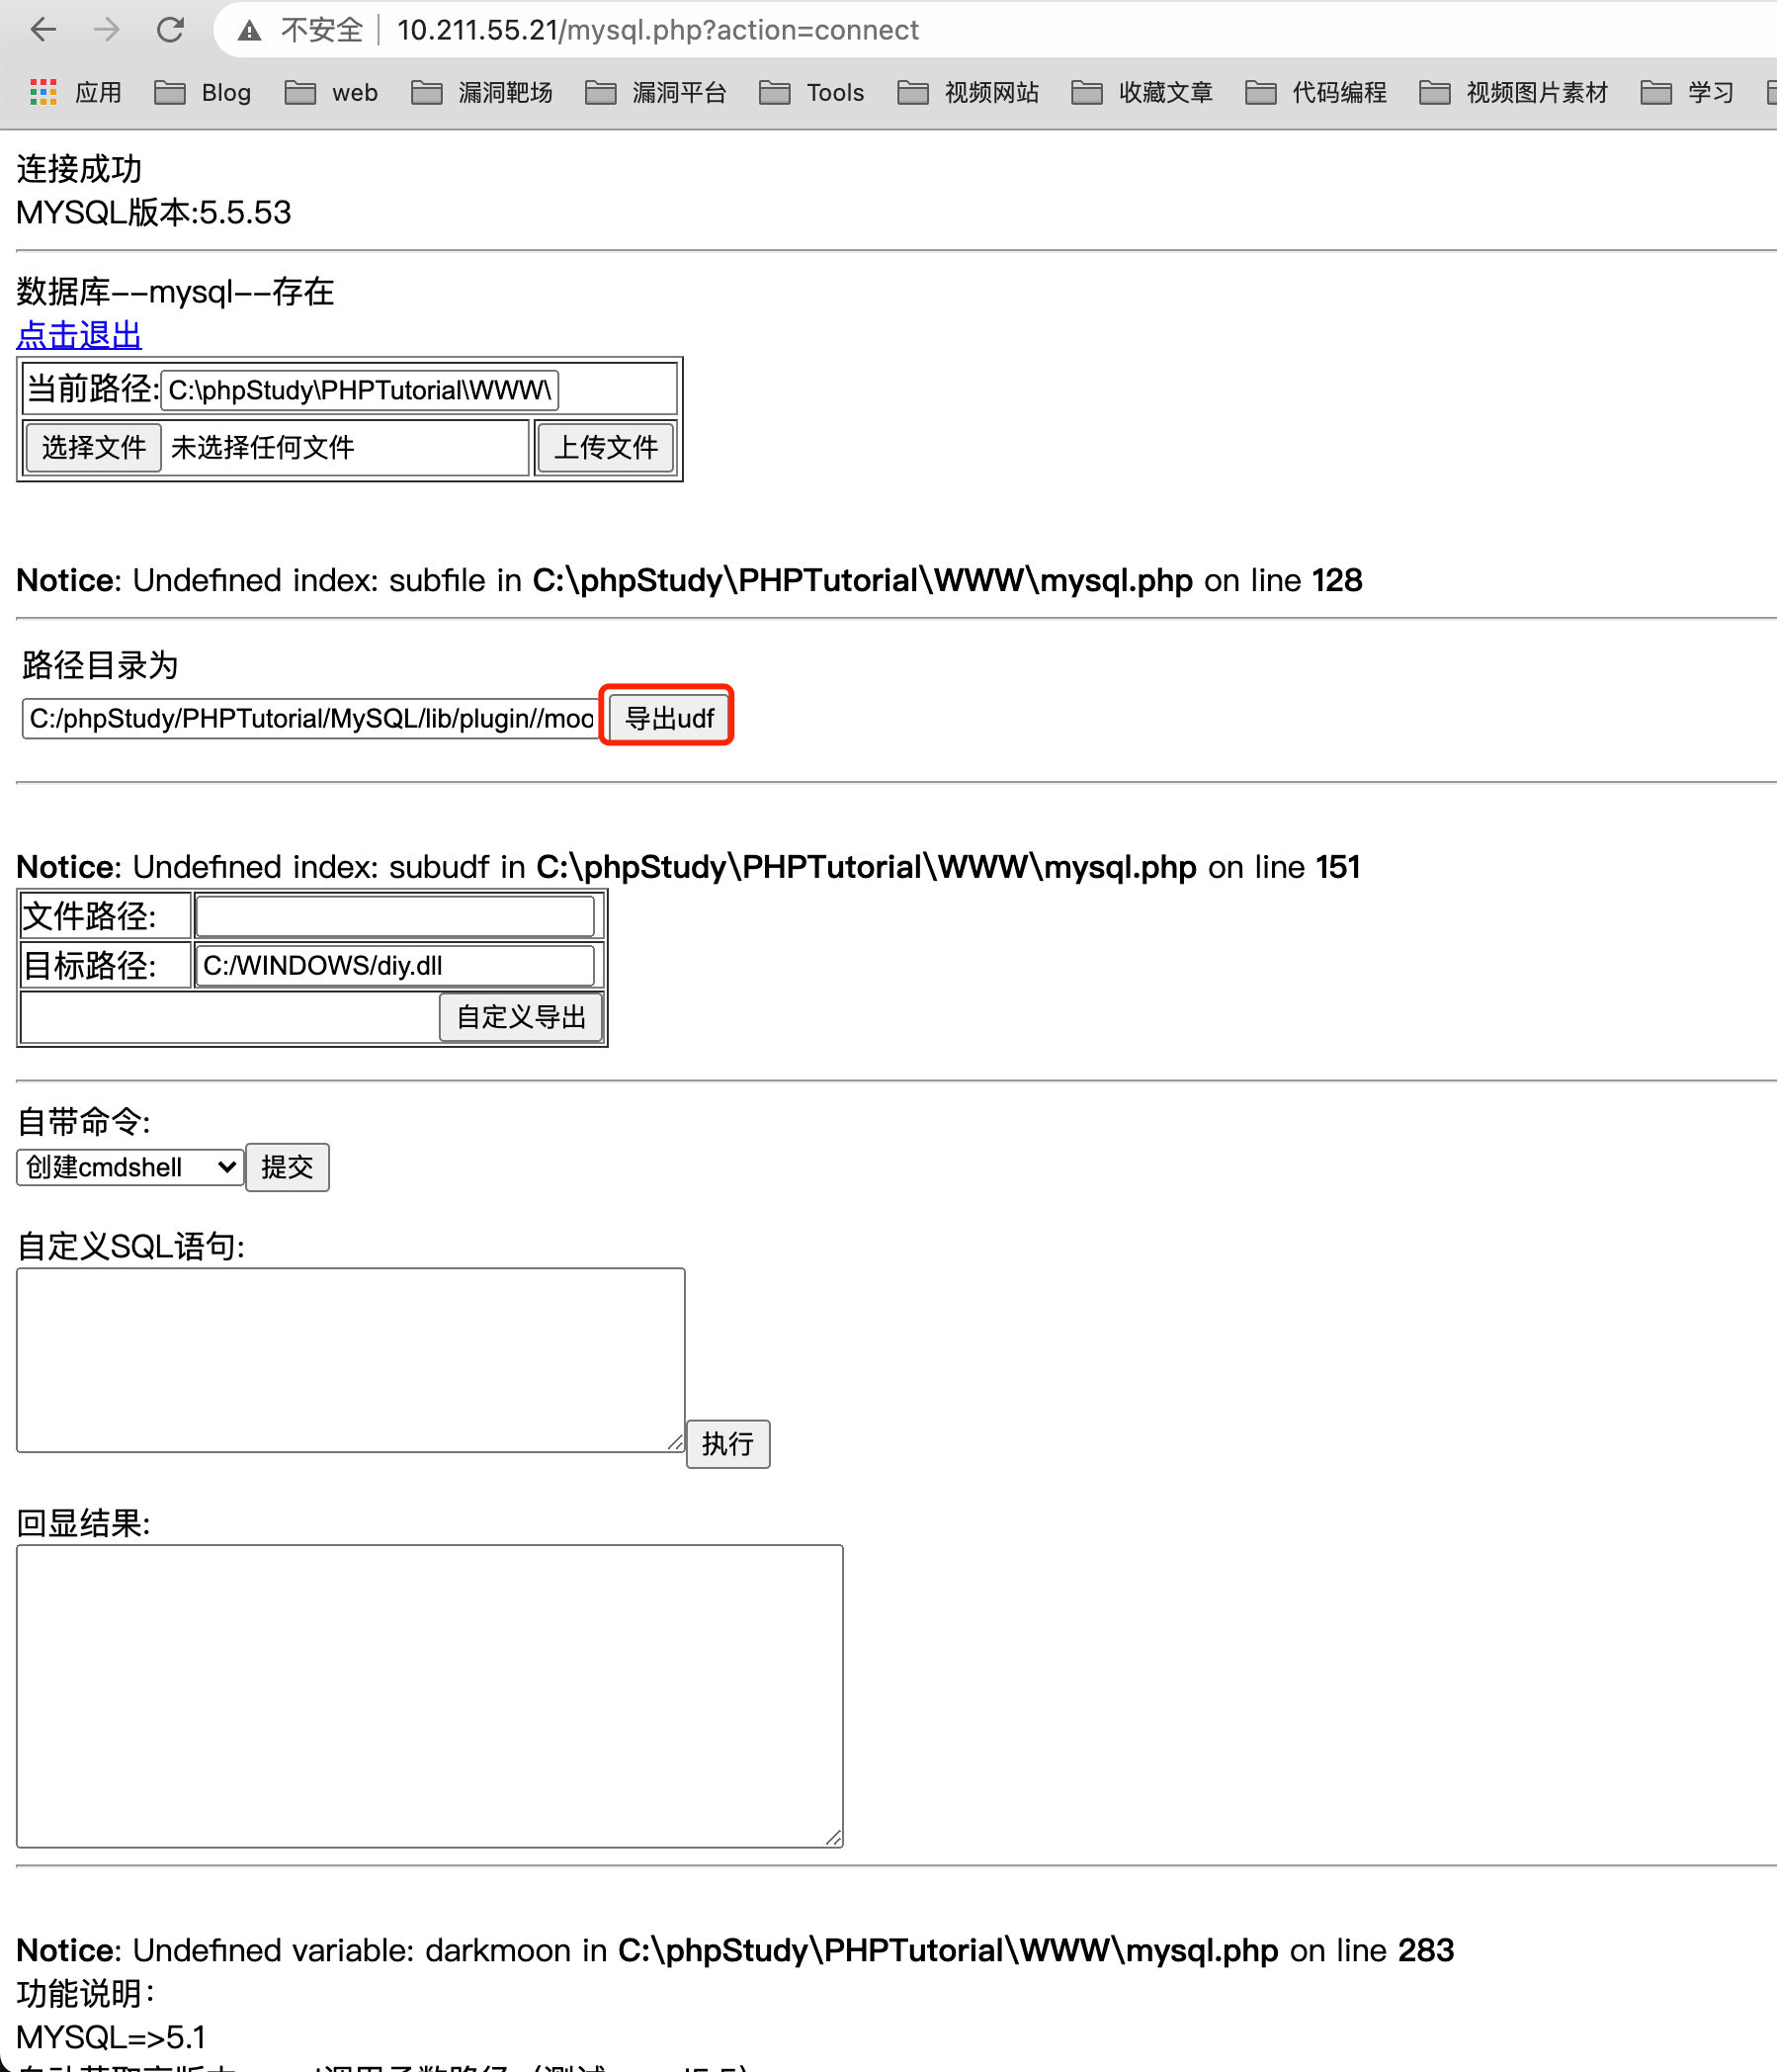 不安全 10.211.55.21/mysql.php?action=connect
应用 Blog web 漏洞靶场 漏洞平台 Tools 视频网站 收藏文章 代码编程 视频图片素材 学习
连接成功
MYSQL版本:5.5.53
数据库--mysql--存在
点击退出
当前路径: C:\phpStudy\PHPTutorial\WWW\
选择文件 未选择任何文件 上传文件
Notice: Undefined index: subfile in C:\phpStudy\PHPTutorial\WWW\mysql.php on line 128
路径目录为
C:/phpStudy/PHPTutorial/MySQL/lib/plugin//moo 导出udf
Notice: Undefined index: subudf in C:\phpStudy\PHPTutorial\WWW\mysql.php on line 151
文件路径:
目标路径: C:/WINDOWS/diy.dll
自定义导出
自带命令:
创建cmdshell 提交
自定义SQL语句:
执行
回显结果:
Notice: Undefined variable: darkmoon in C:\phpStudy\PHPTutorial\WWW\mysql.php on line 283
功能说明：
MYSQL=>5.1